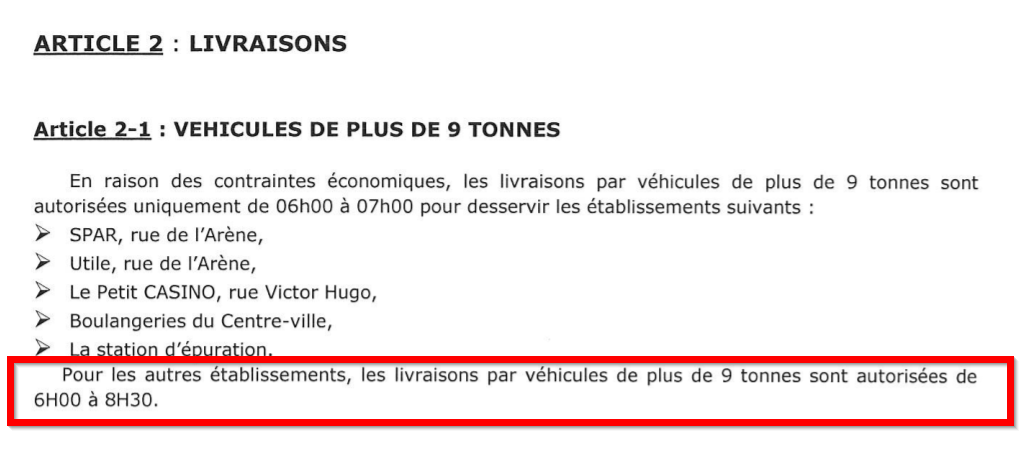 ARTICLE 2 : LIVRAISONS
Article 2-1 : VEHICULES DE PLUS DE 9 TONNES
En raison des contraintes économiques, les livraisons par véhicules de plus de 9 tonnes sont
autorisées uniquement de 06h00 à 07h00 pour desservir les établissements suivants :
➢ SPAR, rue de l'Arène,
➢ Utile, rue de l'Arène,
➢ Le Petit CASINO, rue Victor Hugo,
➢ Boulangeries du Centre-ville,
➢ La station d'épuration.
Pour les autres établissements, les livraisons par véhicules de plus de 9 tonnes sont autorisées de
6H00 à 8H30.